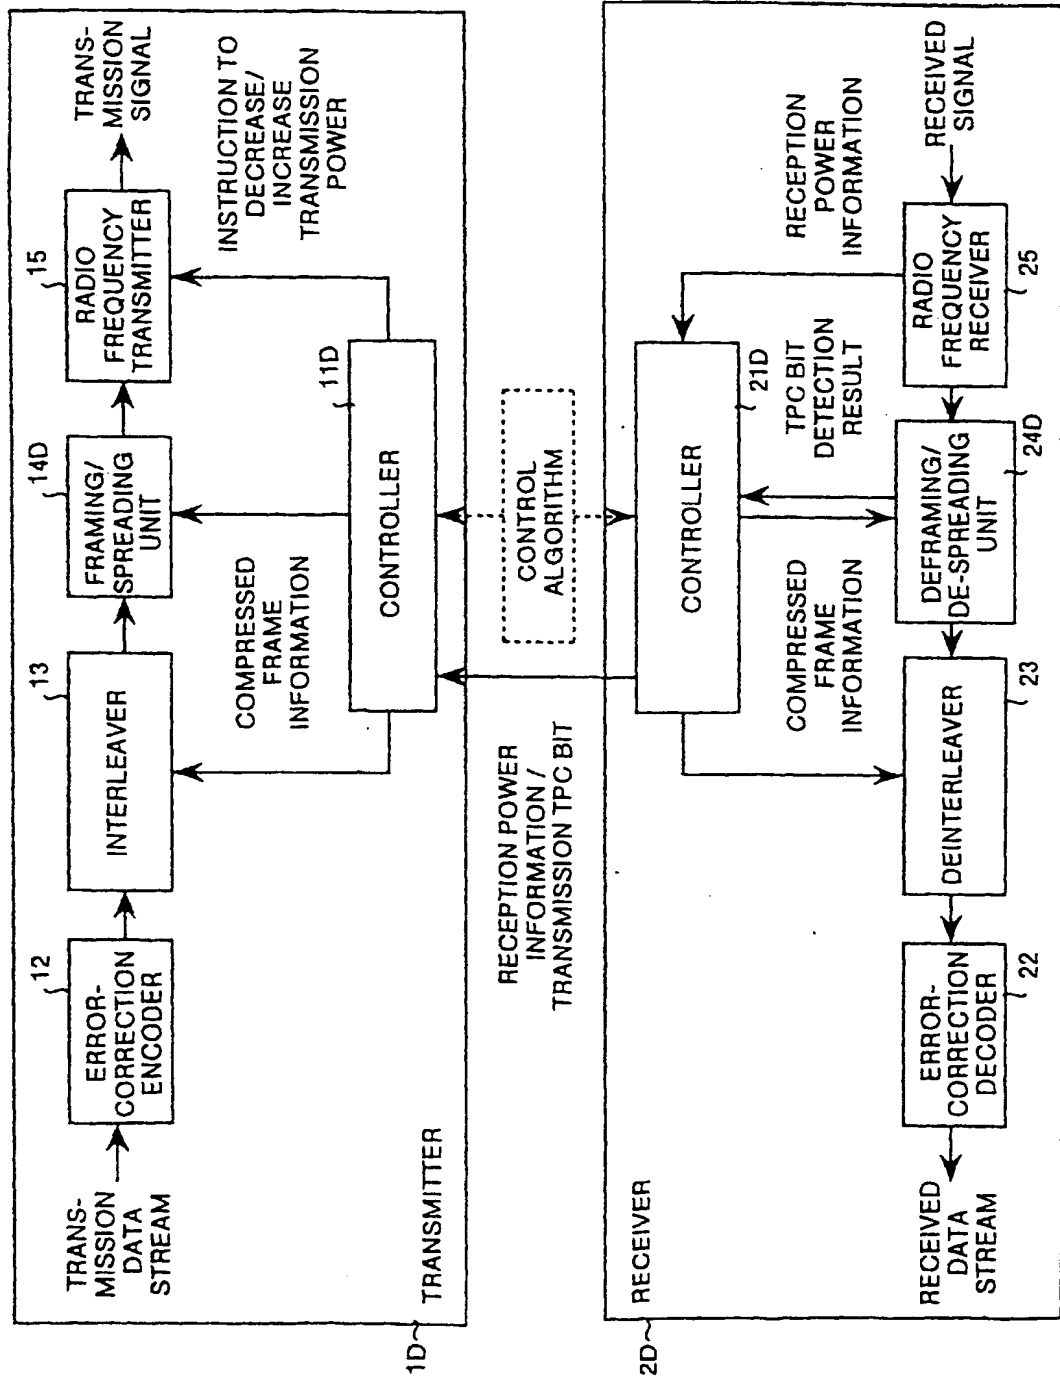 TRANS-
MISSION
DATA
STREAM
12
ERROR-
CORRECTION
ENCODER
13
INTERLEAVER
14D
FRAMING/
SPREADING
UNIT
15
RADIO
FREQUENCY
TRANSMITTER
TRANS-
MISSION
SIGNAL
COMPRESSED
FRAME
INFORMATION
INSTRUCTION TO
DECREASE/
INCREASE
TRANSMISSION
POWER
11D
CONTROLLER
1D
TRANSMITTER
RECEPTION POWER
INFORMATION /
TRANSMISSION TPC BIT
CONTROL
ALGORITHM
2D
RECEIVER
CONTROLLER
21D
COMPRESSED
FRAME
INFORMATION
TPC BIT
DETECTION
RESULT
RECEPTION
POWER
INFORMATION
RECEIVED
DATA
STREAM
ERROR-
CORRECTION
DECODER
22
DEINTERLEAVER
23
DEFRAMING/
DE-SPREADING
UNIT
24D
RADIO
FREQUENCY
RECEIVER
25
RECEIVED
SIGNAL